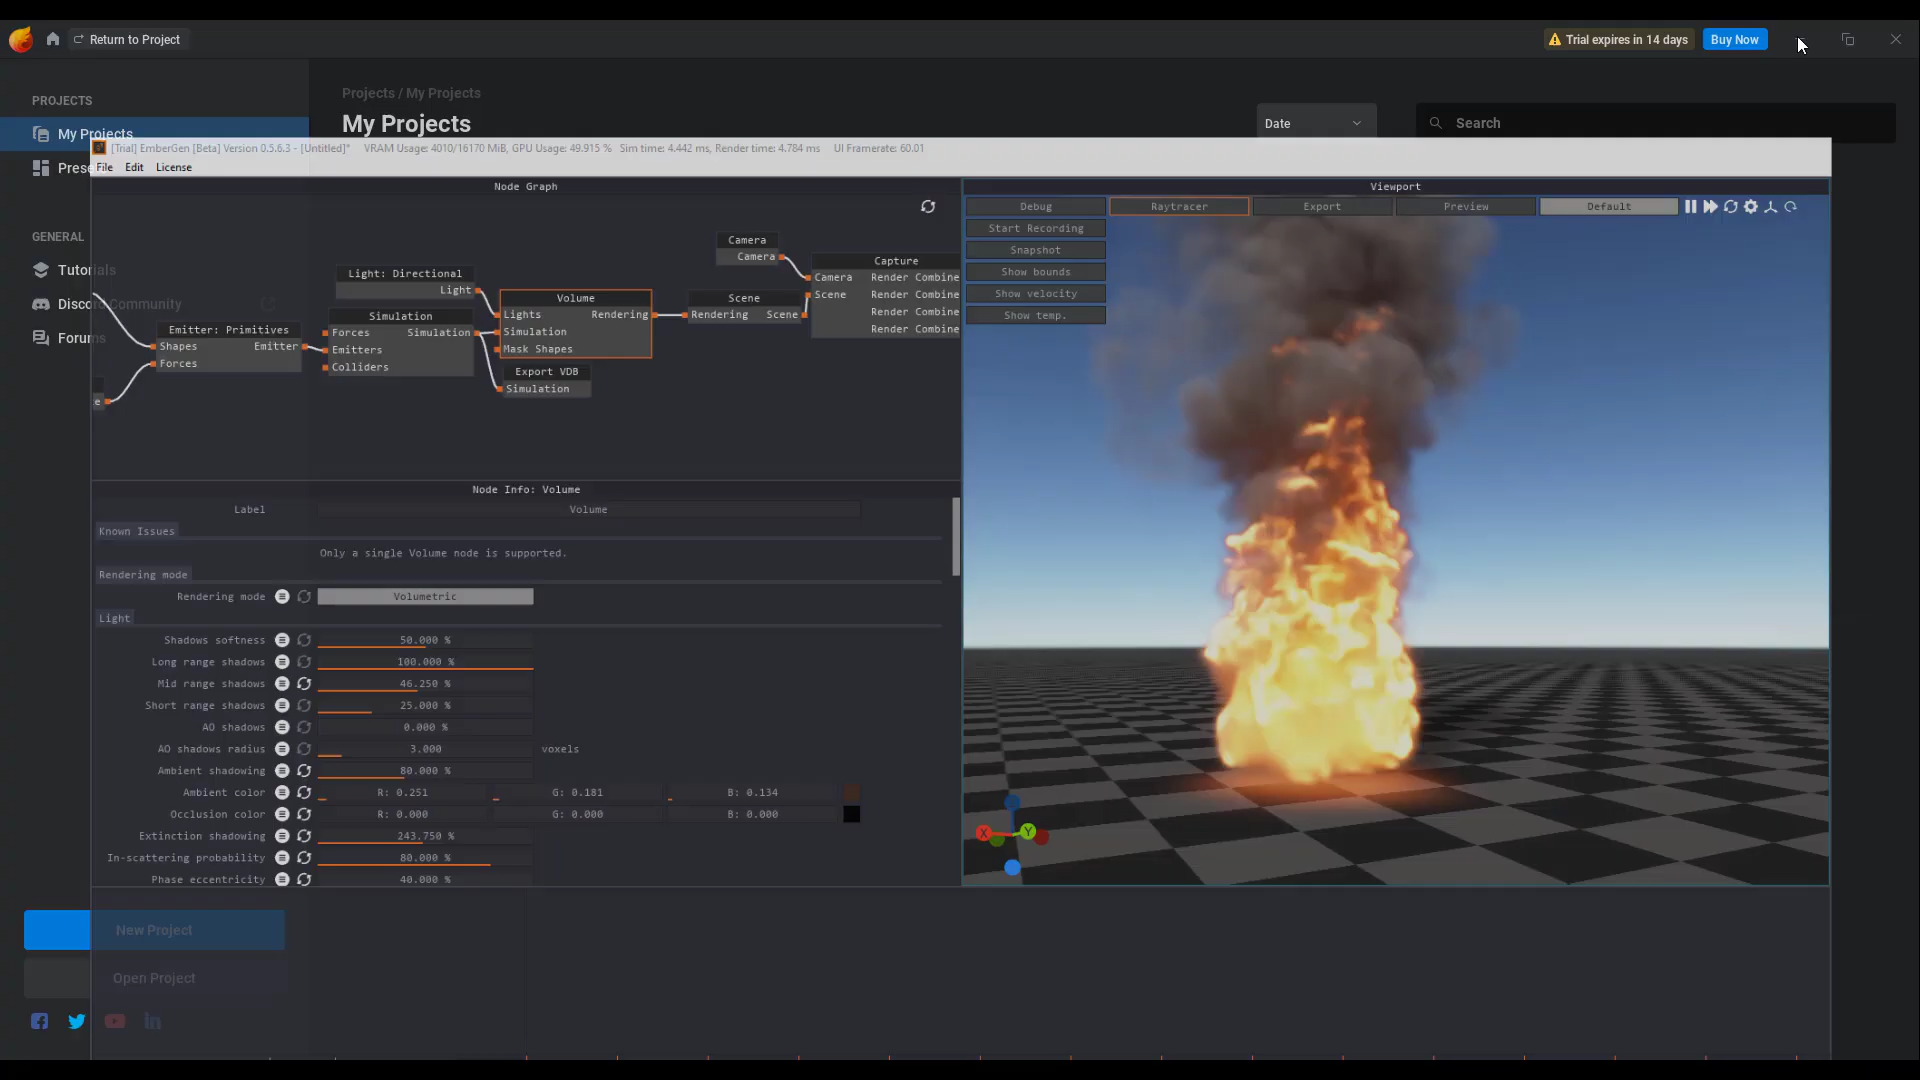 Return to Project
Trial expires in 14 days
Buy Now
PROJECTS
My Projects
GENERAL
Discord Community
Projects / My Projects
My Projects
Date
Search
[Trial] EmberGen [Beta] Version 0.5.6.3 - [Untitled]* VRAM Usage: 4010/16170 MiB, GPU Usage: 49.915 % Sim time: 4.442 ms, Render time: 4.784 ms UI Framerate: 60.01
File Edit License
Node Graph
Camera
Camera
Capture
Camera Render Combine
Scene Render Combine
Render Combine
Render Combine
Light: Directional
Light
Volume
Lights Rendering
Simulation
Mask Shapes
Scene
Rendering Scene
Simulation
Forces Simulation
Emitters
Colliders
Emitter: Primitives
Shapes Emitter
Forces
Export VDB
Simulation
Node Info: Volume
Label Volume
Known Issues
Only a single Volume node is supported.
Rendering mode
Rendering mode Volumetric
Light
Shadows softness 50.000 %
Long range shadows 100.000 %
Mid range shadows 46.250 %
Short range shadows 25.000 %
AO shadows 0.000 %
AO shadows radius 3.000 voxels
Ambient shadowing 80.000 %
Ambient color R: 0.251 G: 0.181 B: 0.134
Occlusion color R: 0.000 G: 0.000 B: 0.000
Extinction shadowing 243.750 %
In-scattering probability 80.000 %
Phase eccentricity 40.000 %
Viewport
Debug Raytracer Export Preview Default
Start Recording
Snapshot
Show bounds
Show velocity
Show temp.
X
Y
New Project
Open Project